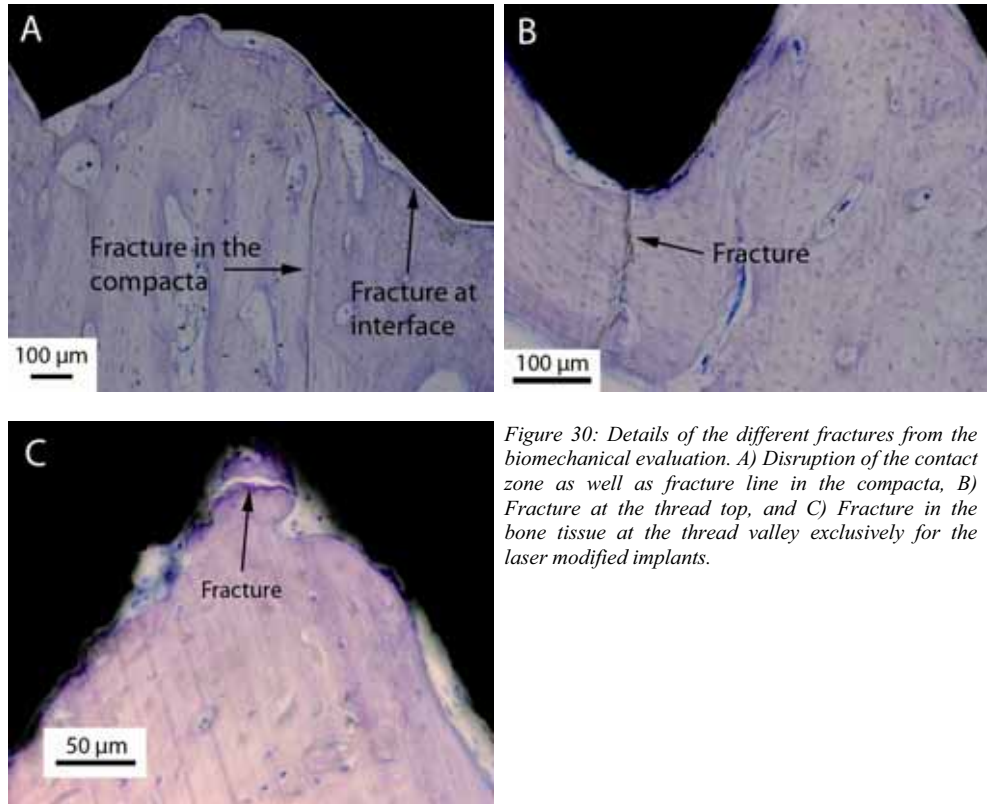 A
Fracture in the
compacta
Fracture at
interface
100 µm
B
Fracture
100 µm
C
Fracture
50 µm
Figure 30: Details of the different fractures from the
biomechanical evaluation. A) Disruption of the contact
zone as well as fracture line in the compacta, B)
Fracture at the thread top, and C) Fracture in the
bone tissue at the thread valley exclusively for the
laser modified implants.